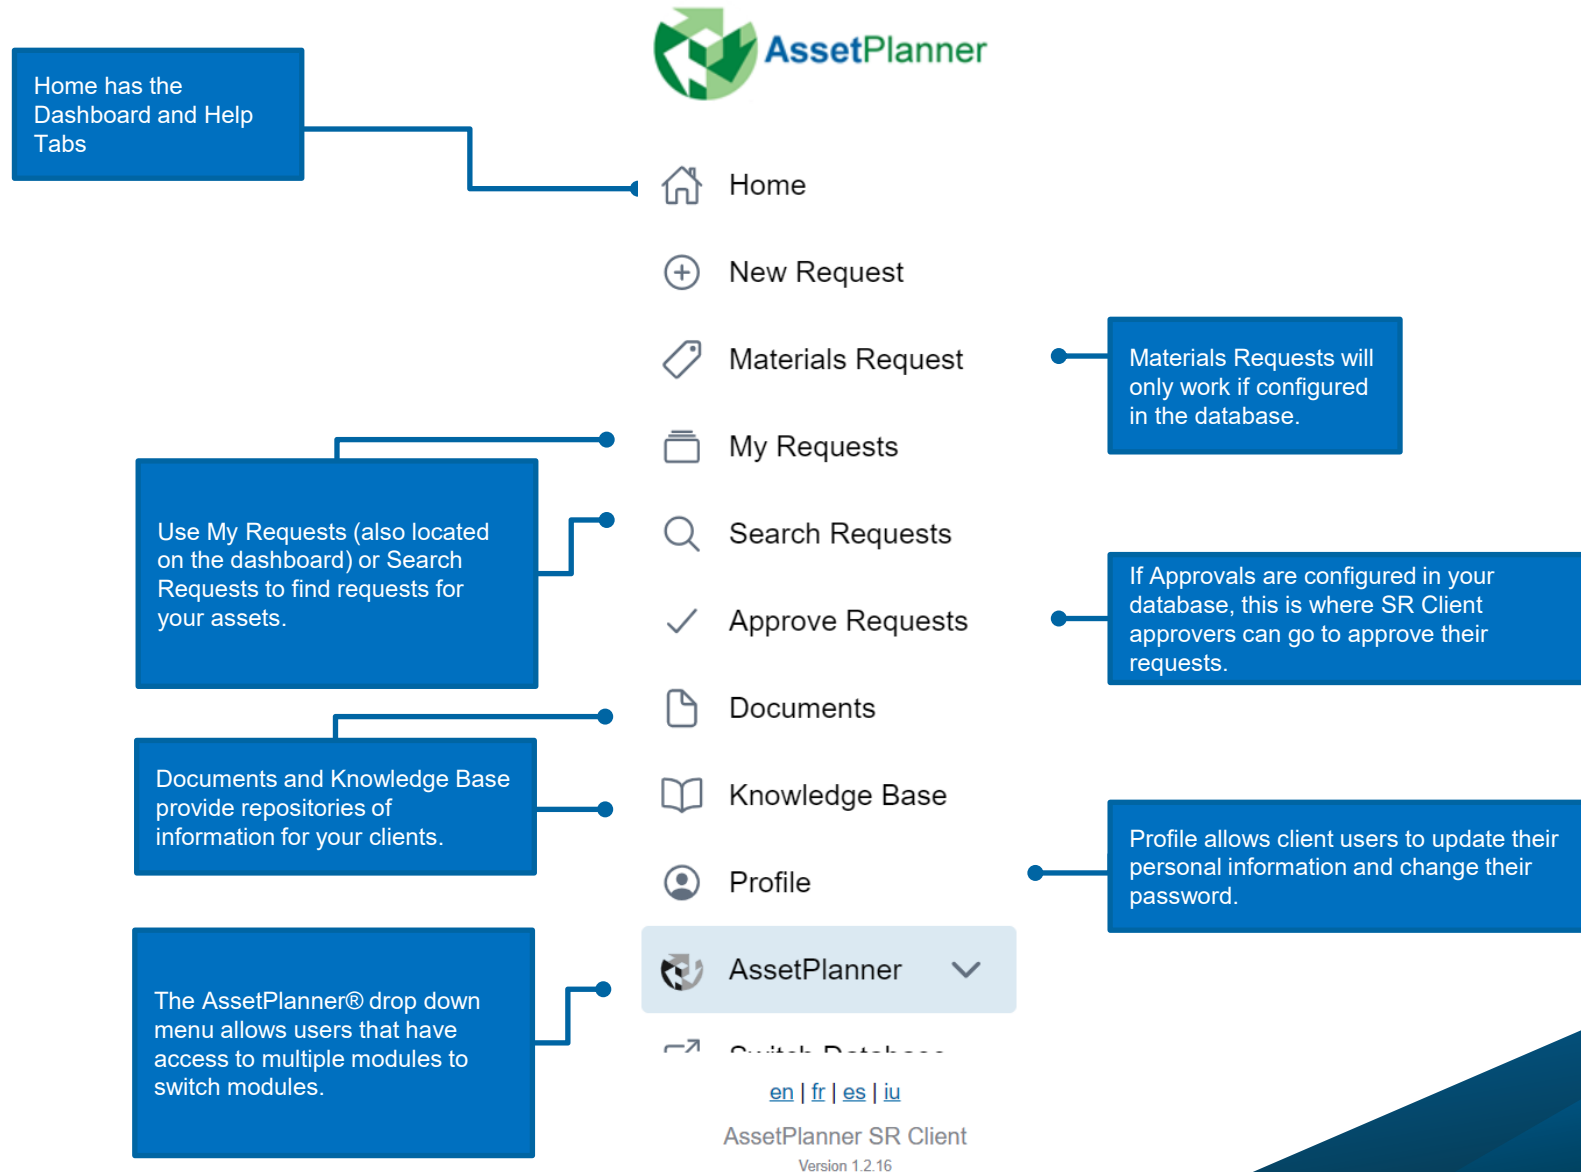 AssetPlanner
Home has the
Dashboard and Help
Tabs
Home
New Request
Materials Request
Materials Requests will
only work if configured
in the database.
My Requests
Use My Requests (also located
on the dashboard) or Search
Requests to find requests for
your assets.
Search Requests
Approve Requests
If Approvals are configured in your
database, this is where SR Client
approvers can go to approve their
requests.
Documents
Documents and Knowledge Base
provide repositories of
information for your clients.
Knowledge Base
Profile
Profile allows client users to update their
personal information and change their
password.
AssetPlanner
The AssetPlanner® drop down
menu allows users that have
access to multiple modules to
switch modules.
Switch Database
en | fr | es | iu
AssetPlanner SR Client
Version 1.2.16